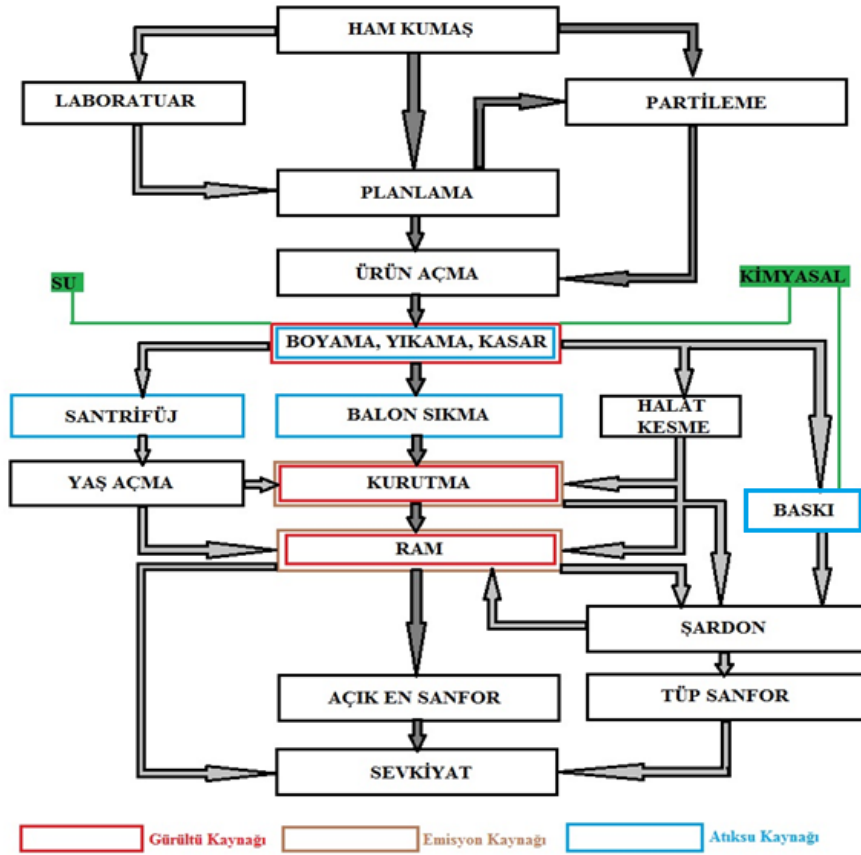 HAM KUMAŞ
LABORATUAR
PARTİLEME
PLANLAMA
ÜRÜN AÇMA
SU
KİMYASAL
BOYAMA, YIKAMA, KASAR
SANTRİFÜJ
BALON SIKMA
HALAT
KESME
YAŞ AÇMA
KURUTMA
BASKI
RAM
ŞARDON
AÇIK EN SANFOR
TÜP SANFOR
SEVKİYAT
Gürültü Kaynağı
Emisyon Kaynağı
Atıksu Kaynağı